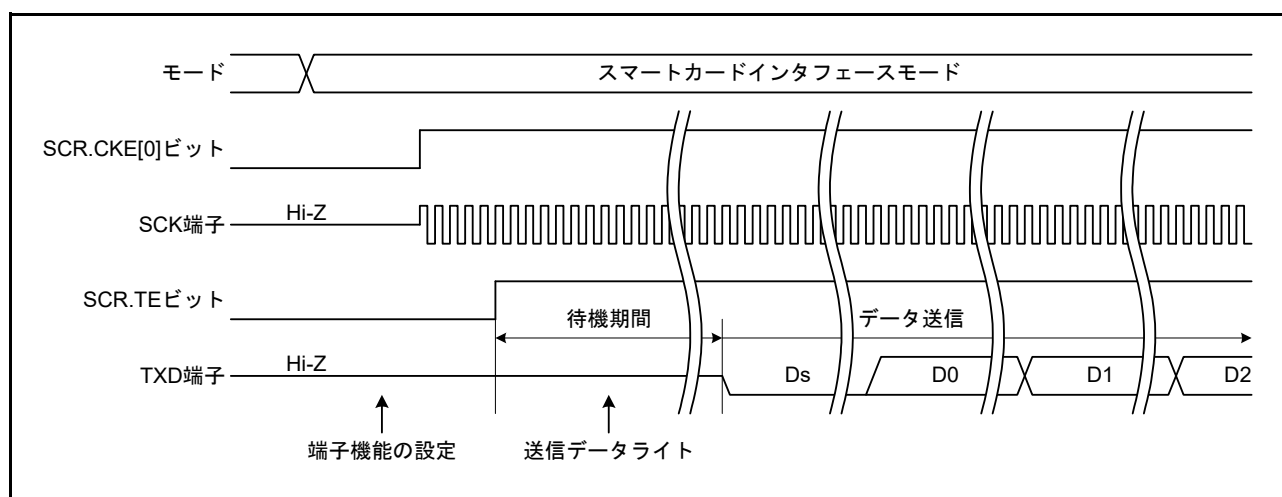 モード
スマートカードインタフェースモード
SCR.CKE[0]ビット
SCK端子
Hi-Z
SCR.TEビット
待機期間
データ送信
TXD端子
Hi-Z
Ds
D0
D1
D2
端子機能の設定
送信データライト